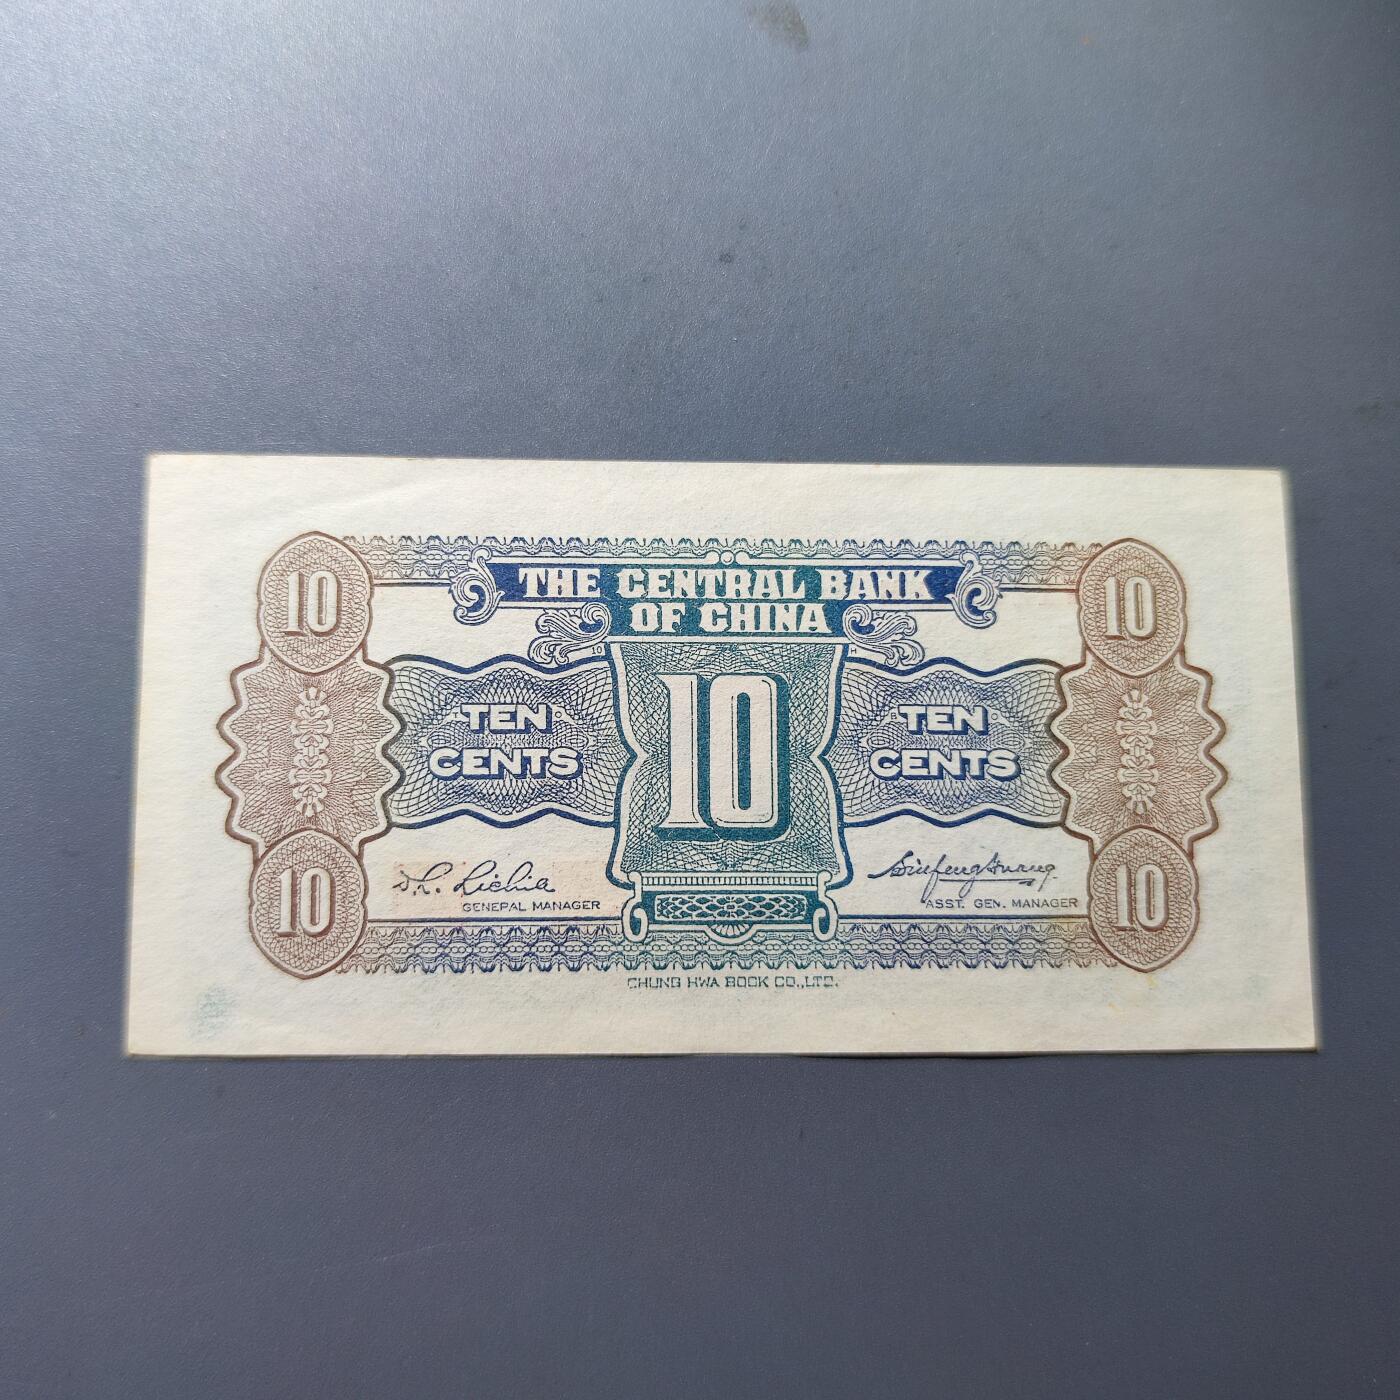 THE CENTRAL BANK
OF CHINA
10
10
10
TEN
CENTS
TEN
CENTS
10
10
GENERAL MANAGER
ASST. GEN. MANAGER
10
CHUNG HWA BOOK CO.,LTD.